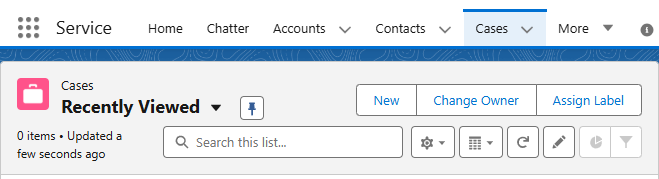 Service Home Chatter Accounts Contacts Cases More
Cases
Recently Viewed
New Change Owner Assign Label
0 items • Updated a
few seconds ago
Search this list...